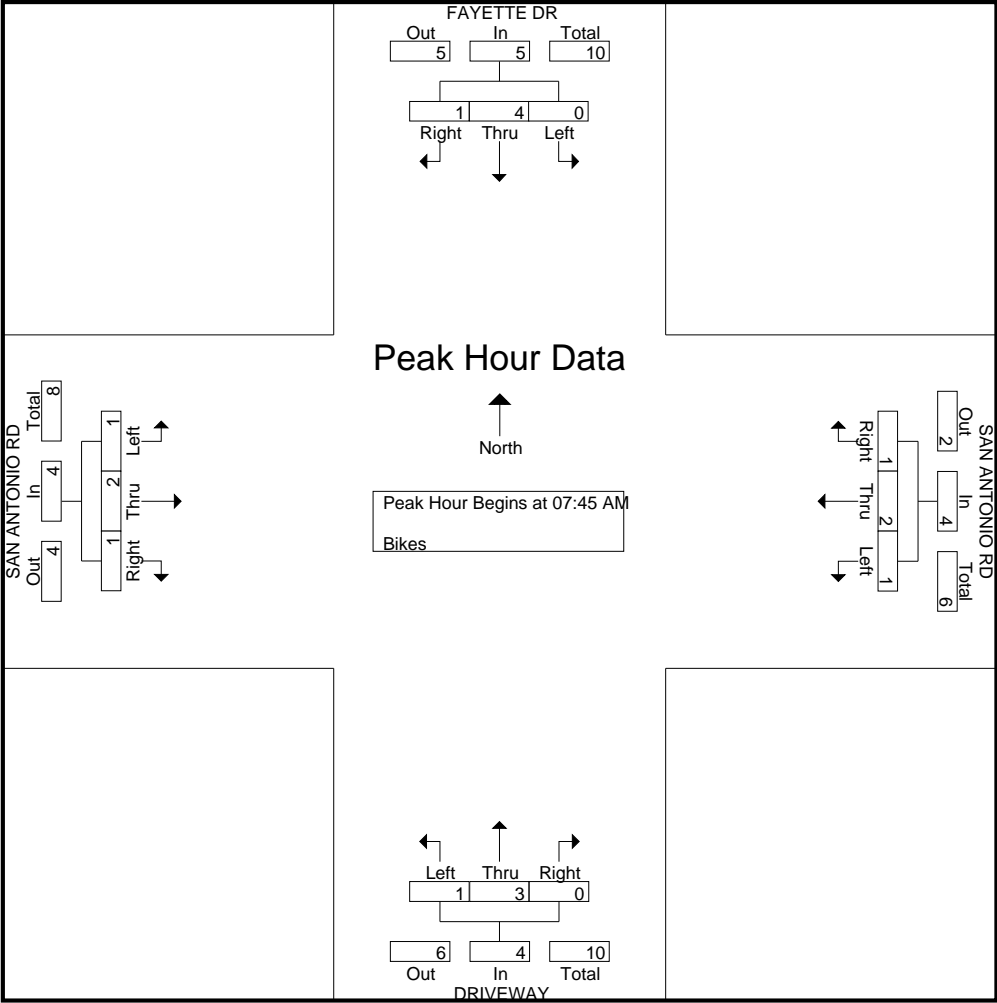 FAYETTE DR
Out In Total
5 5 10
1 4 0
Right Thru Left
Peak Hour Data
North
Peak Hour Begins at 07:45 AM
Bikes
SAN ANTONIO RD
Out In Total
4 4 8
Left Thru Right
1 2 1
SAN ANTONIO RD
Out In Total
2 4 6
Right Thru Left
1 2 1
Left Thru Right
1 3 0
6 4 10
Out In Total
DRIVEWAY